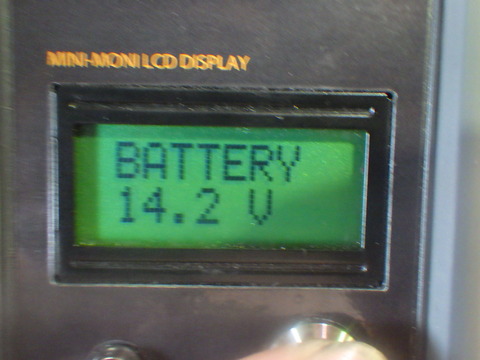 MINI-MONI LCD DISPLAY
BATTERY
14.2 V